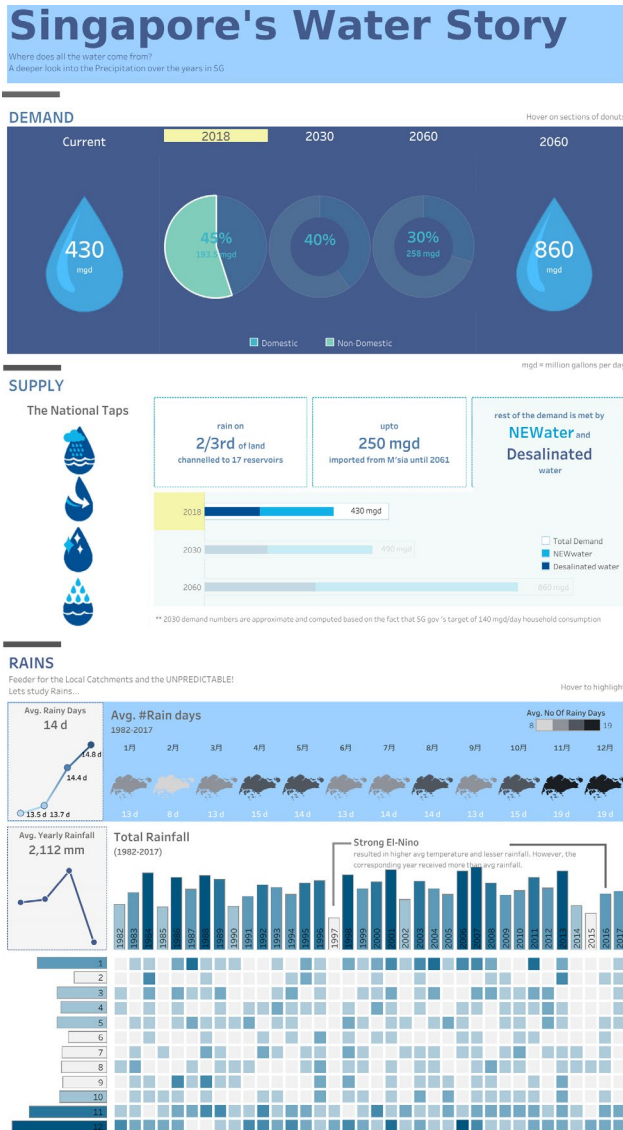 Singapore's Water Story
Where does all the water come from?
A deeper look into the Precipitation over the years in SG
DEMAND
Hover on sections of donuts
Current
2018
2030
2060
2060
430
mgd
45%
193.5 mgd
40%
30%
258 mgd
860
mgd
Domestic
Non-Domestic
mgd = million gallons per day
SUPPLY
The National Taps
rain on
2/3rd of land
channelled to 17 reservoirs
upto
250 mgd
imported from M'sia until 2061
rest of the demand is met by
NEWater and
Desalinated
water
2018
430 mgd
2030
490 mgd
2060
860 mgd
Total Demand
NEWwater
Desalinated water
** 2030 demand numbers are approximate and computed based on the fact that SG gov 's target of 140 mgd/day household consumption
RAINS
Feeder for the Local Catchments and the UNPREDICTABLE!
Lets study Rains...
Hover to highlight
Avg. Rainy Days
14 d
14.8 d
14.4 d
13.5 d 13.7 d
Avg. #Rain days
1982-2017
Avg. No Of Rainy Days
8 19
1月 2月 3月 4月 5月 6月 7月 8月 9月 10月 11月 12月
13 d 8 d 13 d 15 d 14 d 13 d 14 d 14 d 13 d 15 d 19 d 19 d
Avg. Yearly Rainfall
2,112 mm
Total Rainfall
(1982-2017)
Strong El-Nino
resulted in higher avg temperature and lesser rainfall. However, the
corresponding year received more than avg rainfall.
1982 1983 1984 1985 1986 1987 1988 1989 1990 1991 1992 1993 1994 1995 1996 1997 1998 1999 2000 2001 2002 2003 2004 2005 2006 2007 2008 2009 2010 2011 2012 2013 2014 2015 2016 2017
1
2
3
4
5
6
7
8
9
10
11
12